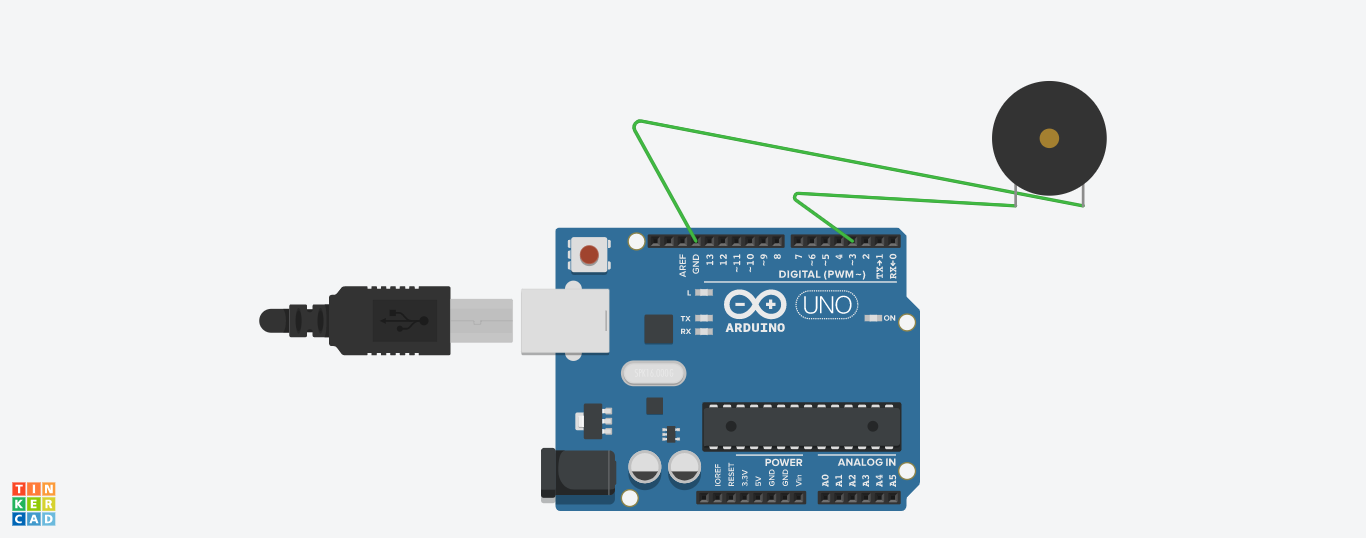 AREF
GND
13
12
~11
~10
~9
8
7
~6
~5
4
~3
2
TX→1
RX←0
DIGITAL (PWM~)
L
TX
RX
UNO
ON
ARDUINO
POWER
ANALOG IN
IOREF
RESET
3.3V
5V
GND
GND
Vin
A0
A1
A2
A3
A4
A5
TIN
KER
CAD